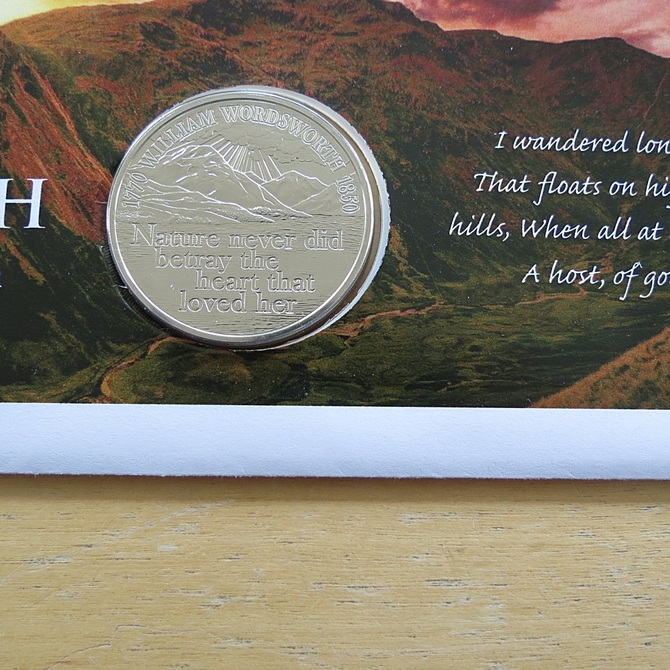 1770 WILLIAM WORDSWORTH 1850
Nature never did
betray the
heart that
loved her
H
I wandered lon
That floats on hi
hills, When all at
A host, of go